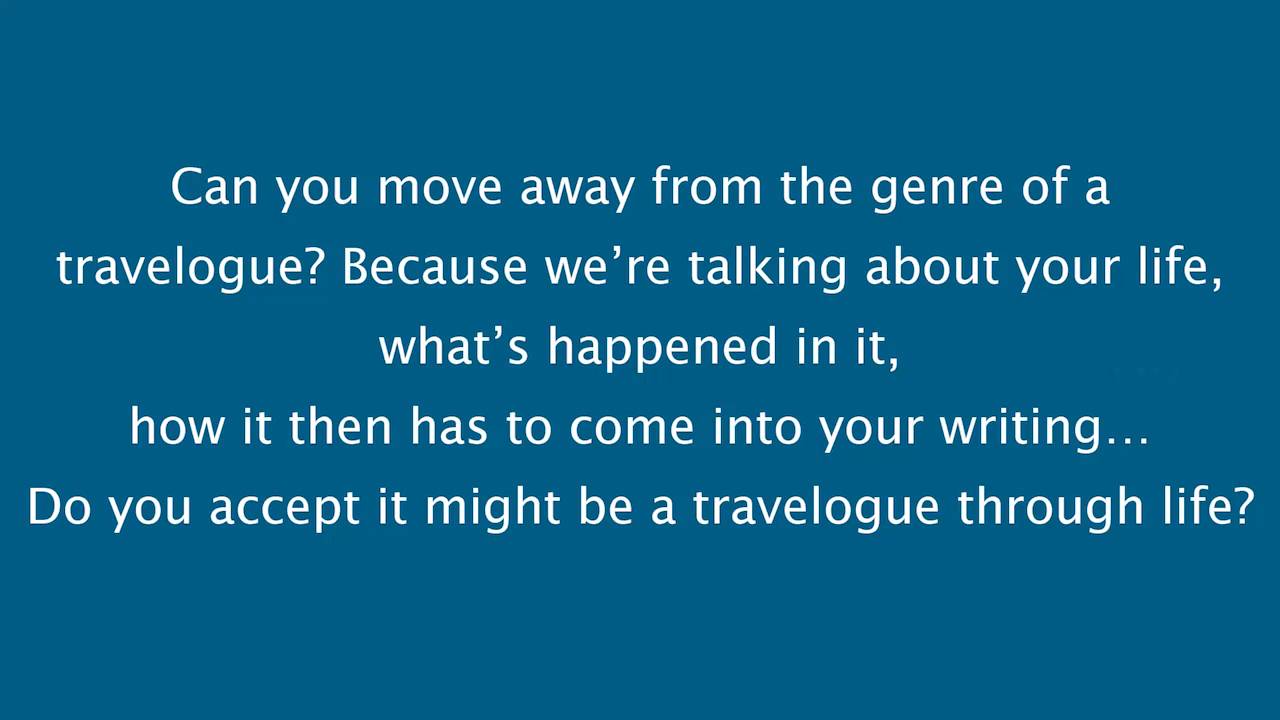 Can you move away from the genre of a
travelogue? Because we’re talking about your life,
what’s happened in it,
how it then has to come into your writing…
Do you accept it might be a travelogue through life?